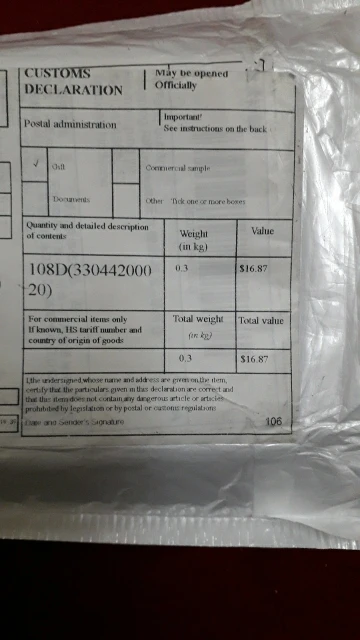 CUSTOMS
DECLARATION
May be opened
Officially
Postal administration
Important!
See instructions on the back
✓ Gift
Commercial sample
Documents
Other Tick one or more boxes
Quantity and detailed description
of contents
Weight
(in kg)
Value
108D(330442000
20)
0.3
$16.87
For commercial items only
If known, HS tariff number and
country of origin of goods
Total weight
(in kg)
Total value
0.3
$16.87
I,the undersigned,whose name and address are given on,the item,
certify that the particulars given in this declaration are correct and
that this item does not contain any dangerous article or articles
prohibited by legislation or by postal or customs regulations
Date and Sender's Signature
106